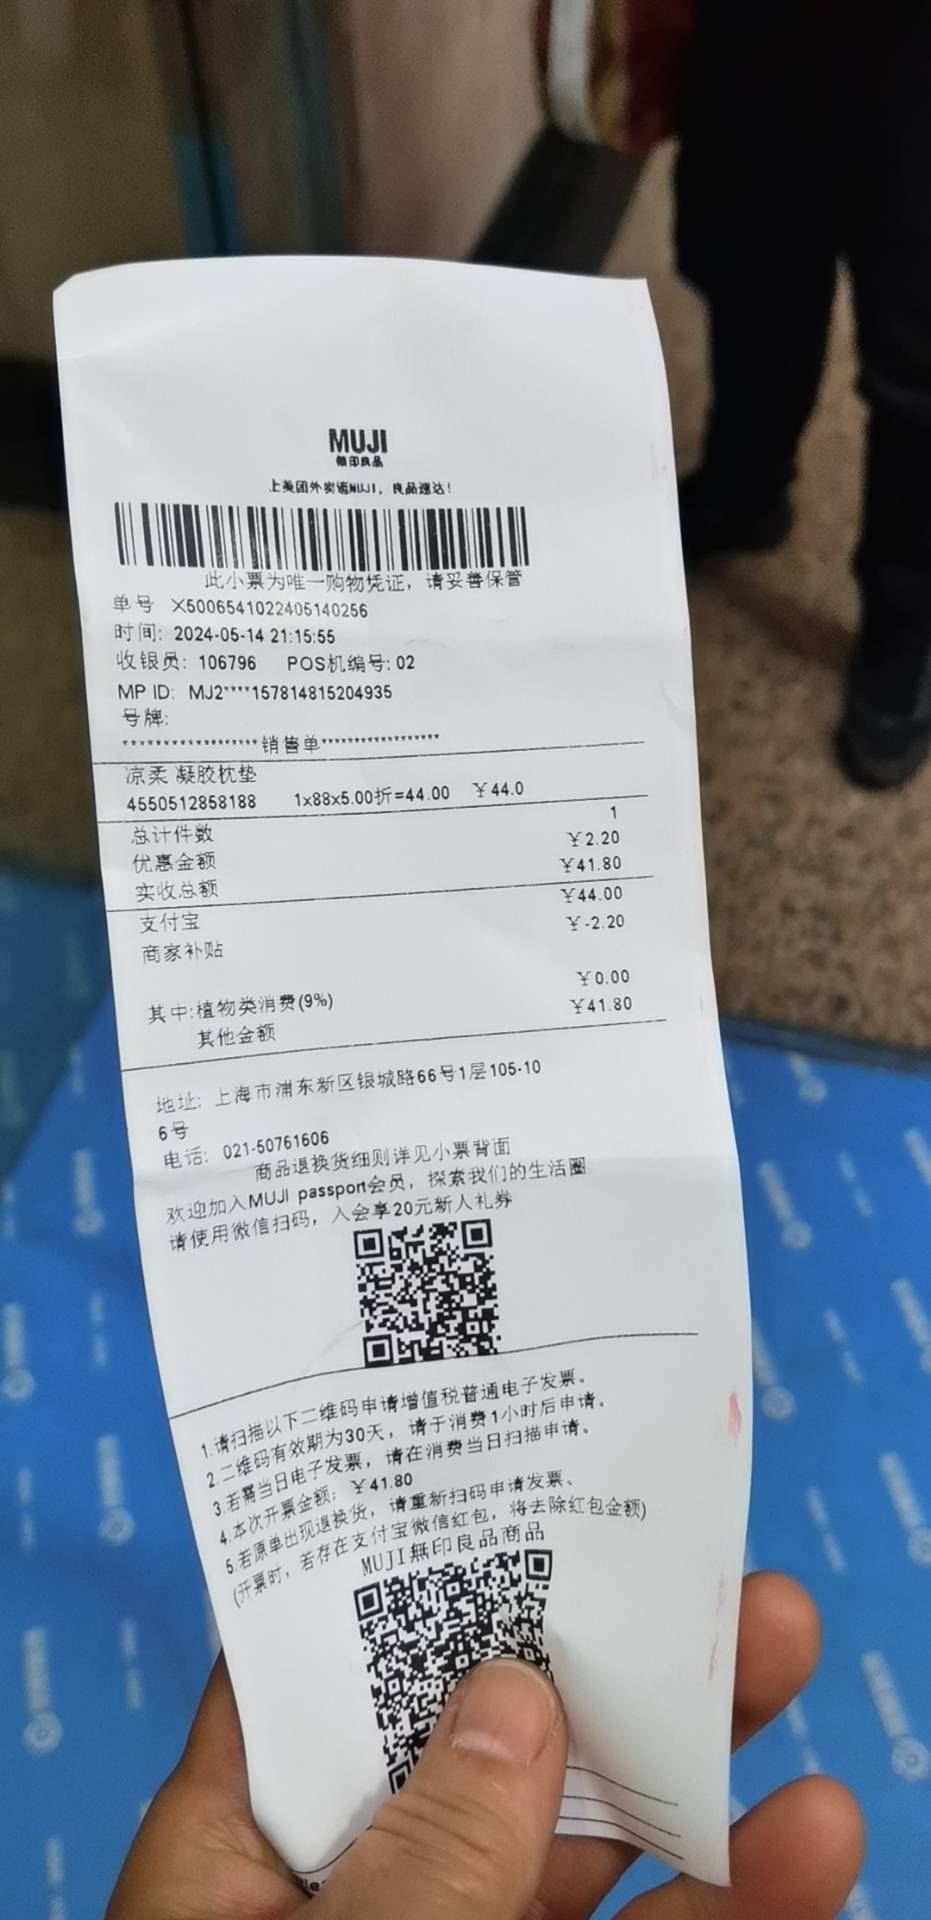 MUJI
無印良品
上美团外卖搜MUJI，良品速达！
此小票为唯一购物凭证，请妥善保管
单号 X5006541022405140256
时间: 2024-05-14 21:15:55
收银员: 106796 POS机编号: 02
MP ID: MJ2****157814815204935
号牌:
******************销售单*****************
凉柔 凝胶枕垫
4550512858188 1x88x5.00折=44.00 ￥44.0
总计件数 1
优惠金额 ￥2.20
实收总额 ￥41.80
支付宝 ￥44.00
商家补贴 ￥-2.20
其中:植物类消费(9%) ￥0.00
其他金额 ￥41.80
地址: 上海市浦东新区银城路66号1层105-10
6号
电话: 021-50761606
商品退换货细则详见小票背面
欢迎加入MUJI passport会员，探索我们的生活圈
请使用微信扫码，入会享20元新人礼券
1.请扫描以下二维码申请增值税普通电子发票。
2.二维码有效期为30天，请于消费1小时后申请。
3.若需当日电子发票，请在消费当日扫描申请。
4.本次开票金额: ￥41.80
5.若原单出现退换货，请重新扫码申请发票。
(开票时，若存在支付宝微信红包，将去除红包金额)
MUJI無印良品商品